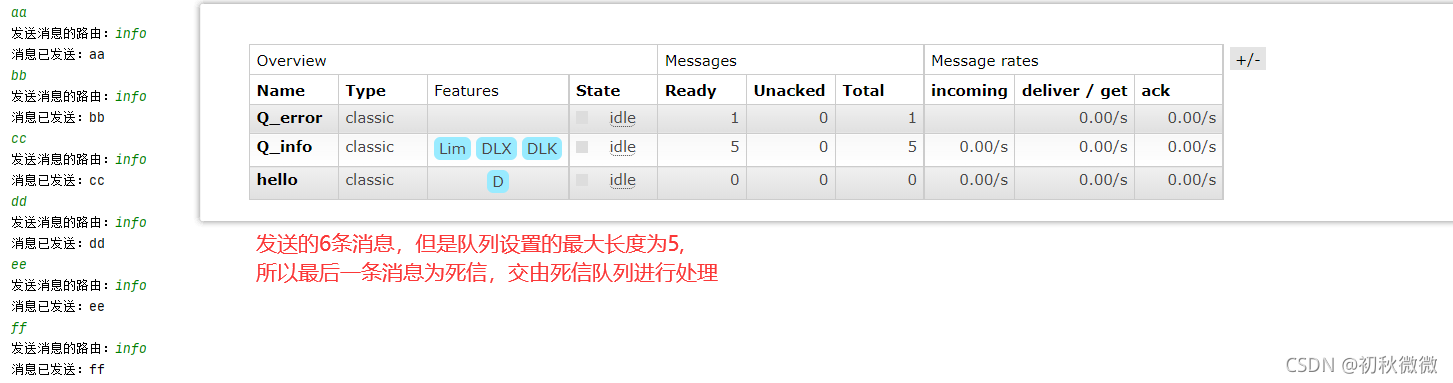 aa
发送消息的路由：info
消息已发送：aa
bb
发送消息的路由：info
消息已发送：bb
cc
发送消息的路由：info
消息已发送：cc
dd
发送消息的路由：info
消息已发送：dd
ee
发送消息的路由：info
消息已发送：ee
ff
发送消息的路由：info
消息已发送：ff
Overview Messages Message rates +/-
Name Type Features State Ready Unacked Total incoming deliver / get ack
Q_error classic idle 1 0 1 0.00/s 0.00/s
Q_info classic Lim DLX DLK idle 5 0 5 0.00/s 0.00/s 0.00/s
hello classic D idle 0 0 0 0.00/s 0.00/s 0.00/s
发送的6条消息，但是队列设置的最大长度为5,
所以最后一条消息为死信，交由死信队列进行处理
CSDN @初秋微微